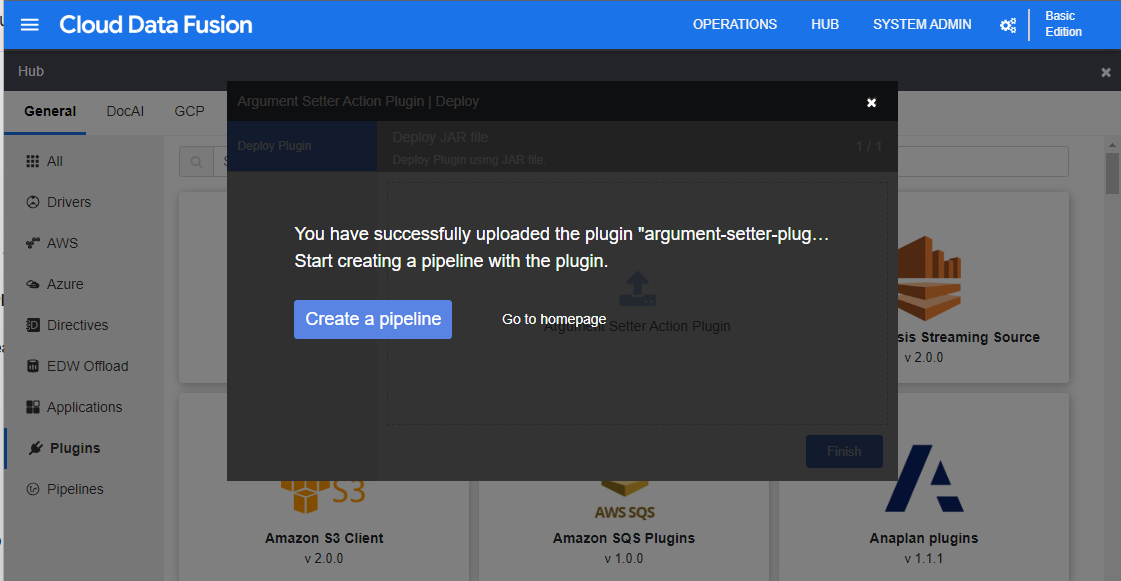 Cloud Data Fusion
OPERATIONS
HUB
SYSTEM ADMIN
Basic
Edition
Hub
Argument Setter Action Plugin | Deploy
General
DocAI
GCP
Deploy Plugin
Deploy JAR file
Deploy Plugin using JAR file.
1 / 1
All
Drivers
AWS
Azure
Directives
EDW Offload
Applications
Plugins
Pipelines
You have successfully uploaded the plugin "argument-setter-plug…
Start creating a pipeline with the plugin.
Create a pipeline
Go to homepage
Argument Setter Action Plugin
sis Streaming Source
v 2.0.0
Finish
S3
Amazon S3 Client
v 2.0.0
AWS SQS
Amazon SQS Plugins
v 1.0.0
Anaplan plugins
v 1.1.1